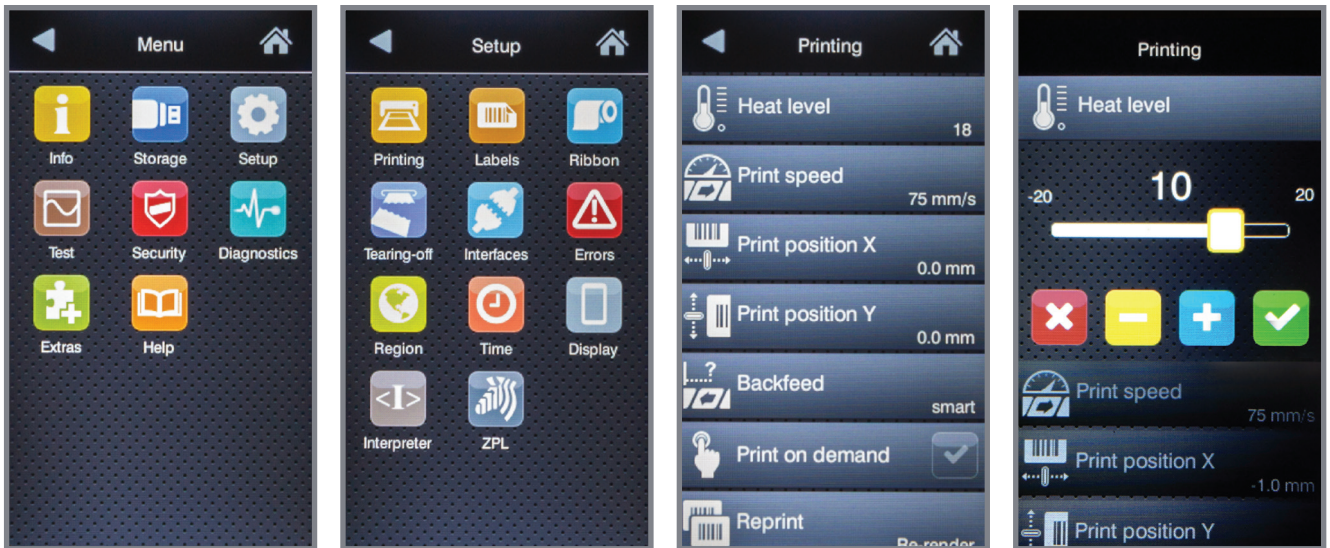 Menu
Info Storage Setup
Test Security Diagnostics
Extras Help
Setup
Printing Labels Ribbon
Tearing-off Interfaces Errors
Region Time Display
<I>
Interpreter ZPL
Printing
Heat level
18
Print speed
75 mm/s
Print position X
0.0 mm
Print position Y
0.0 mm
?
Backfeed
smart
Print on demand
Reprint
Re-render
Printing
Heat level
10
-20 20
Print speed
75 mm/s
Print position X
-1.0 mm
Print position Y